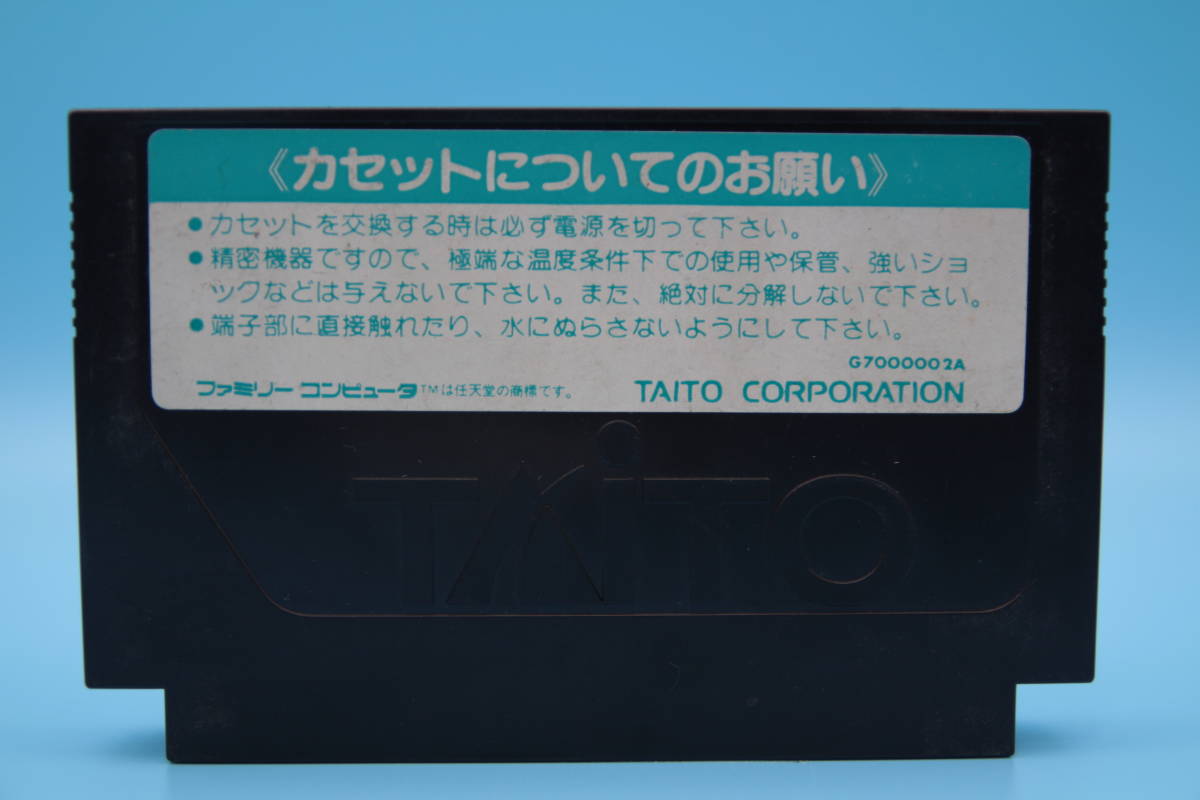 《カセットについてのお願い》
●カセットを交換する時は必ず電源を切って下さい。
●精密機器ですので、極端な温度条件下での使用や保管、強いショ
ックなどは与えないで下さい。また、絶対に分解しないで下さい。
●端子部に直接触れたり、水にぬらさないようにして下さい。
G7000002A
ファミリーコンピュータ™は任天堂の商標です。 TAITO CORPORATION
TAITO